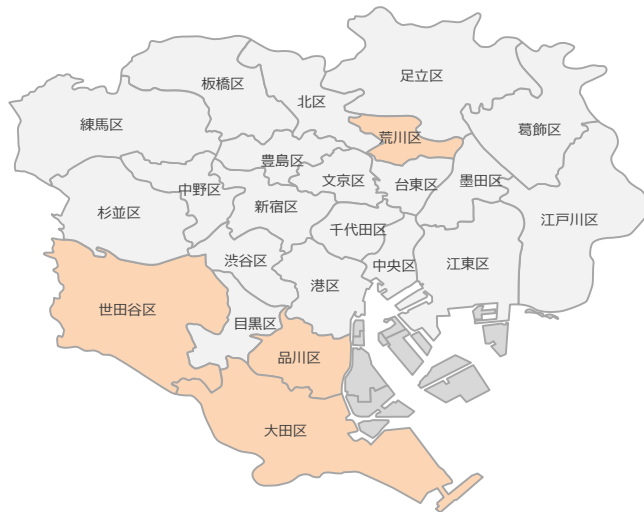 足立区
板橋区
北区
練馬区
荒川区
葛飾区
豊島区
文京区
台東区
墨田区
中野区
杉並区
新宿区
江戸川区
千代田区
渋谷区
中央区
江東区
港区
世田谷区
目黒区
品川区
大田区